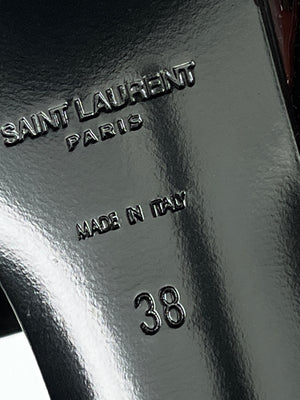 SAINT LAURENT
PARIS
MADE IN ITALY
38